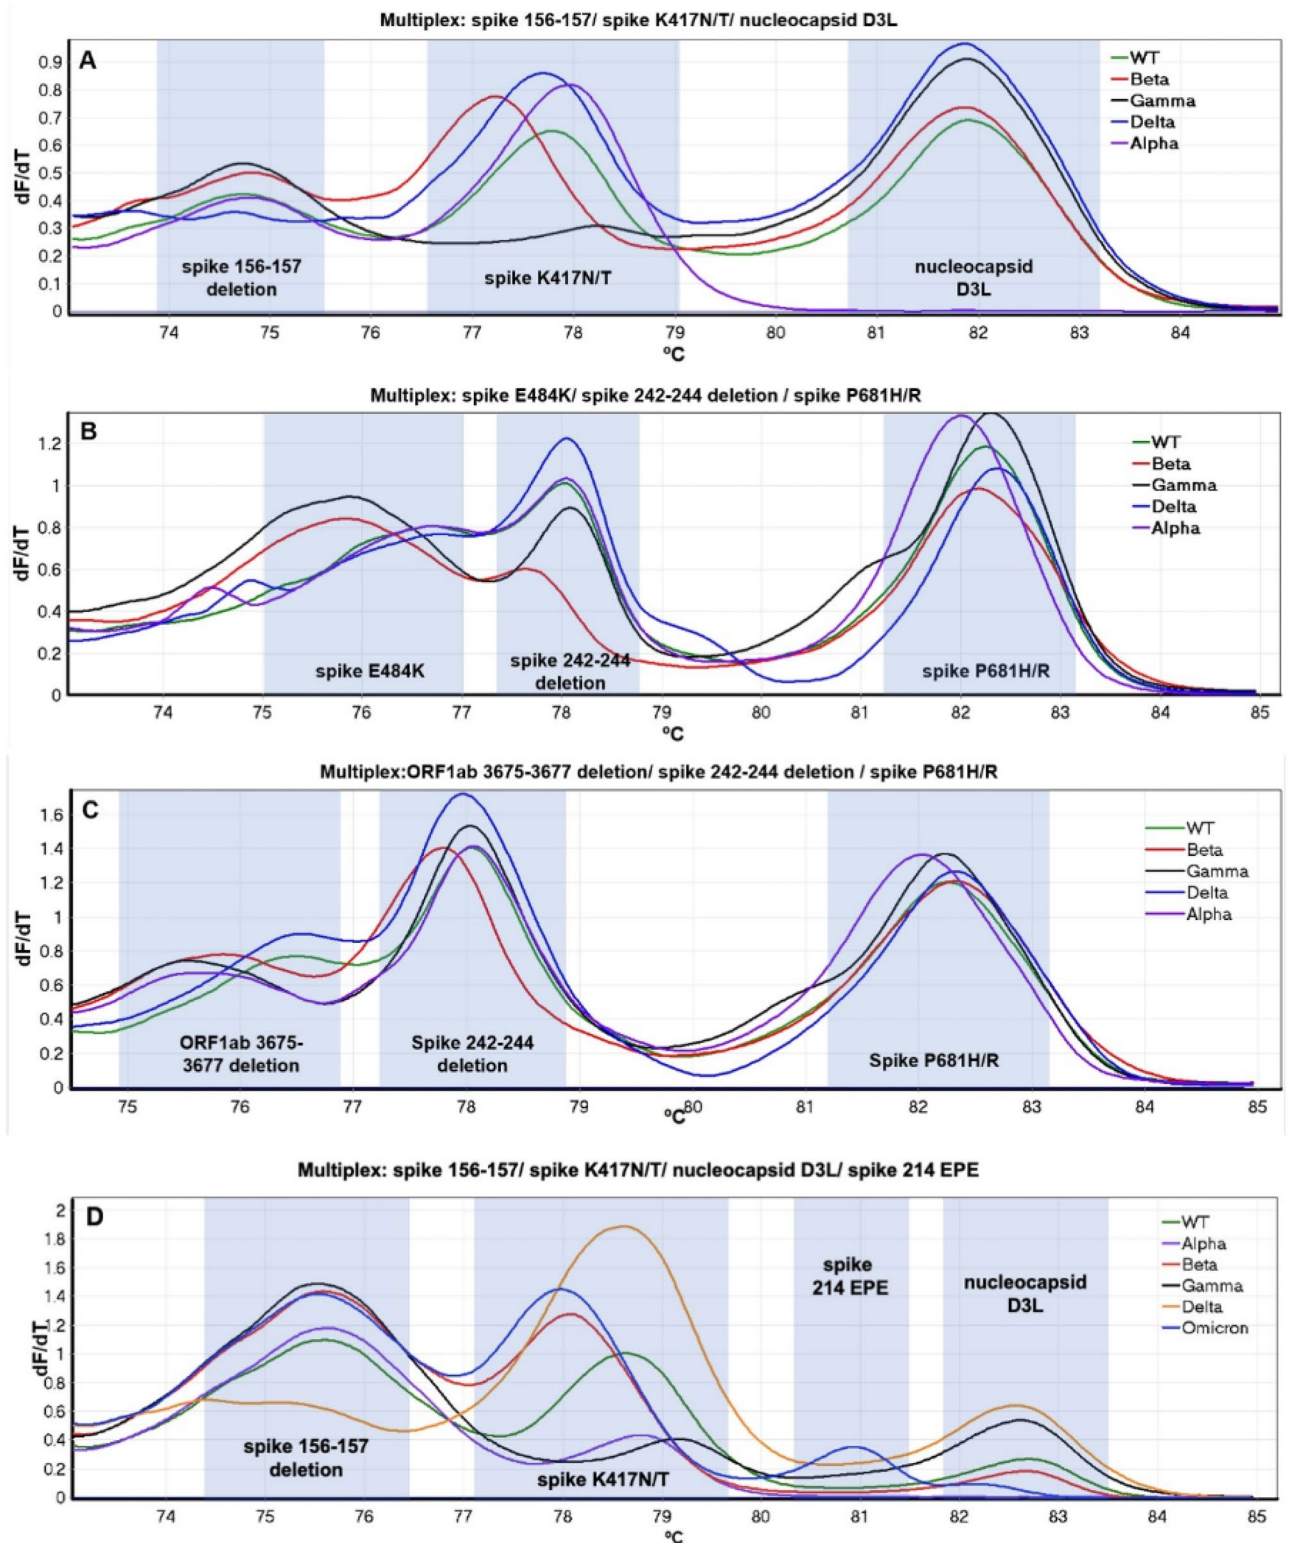 Multiplex: spike 156-157/ spike K417N/T/ nucleocapsid D3L
A
WT
Beta
Gamma
Delta
Alpha
dF/dT
0.9
0.8
0.7
0.6
0.5
0.4
0.3
0.2
0.1
0
spike 156-157
deletion
spike K417N/T
nucleocapsid
D3L
74 75 76 77 78 79 80 81 82 83 84
ºC
Multiplex: spike E484K/ spike 242-244 deletion / spike P681H/R
B
WT
Beta
Gamma
Delta
Alpha
dF/dT
1.2
1
0.8
0.6
0.4
0.2
0
spike E484K
spike 242-244
deletion
spike P681H/R
74 75 76 77 78 79 80 81 82 83 84 85
ºC
Multiplex:ORF1ab 3675-3677 deletion/ spike 242-244 deletion / spike P681H/R
C
WT
Beta
Gamma
Delta
Alpha
dF/dT
1.6
1.4
1.2
1
0.8
0.6
0.4
0.2
0
ORF1ab 3675-
3677 deletion
Spike 242-244
deletion
Spike P681H/R
75 76 77 78 79 80 81 82 83 84 85
ºC
Multiplex: spike 156-157/ spike K417N/T/ nucleocapsid D3L/ spike 214 EPE
D
WT
Alpha
Beta
Gamma
Delta
Omicron
dF/dT
2
1.8
1.6
1.4
1.2
1
0.8
0.6
0.4
0.2
0
spike 156-157
deletion
spike K417N/T
spike
214 EPE
nucleocapsid
D3L
74 75 76 77 78 79 80 81 82 83 84 85
ºC